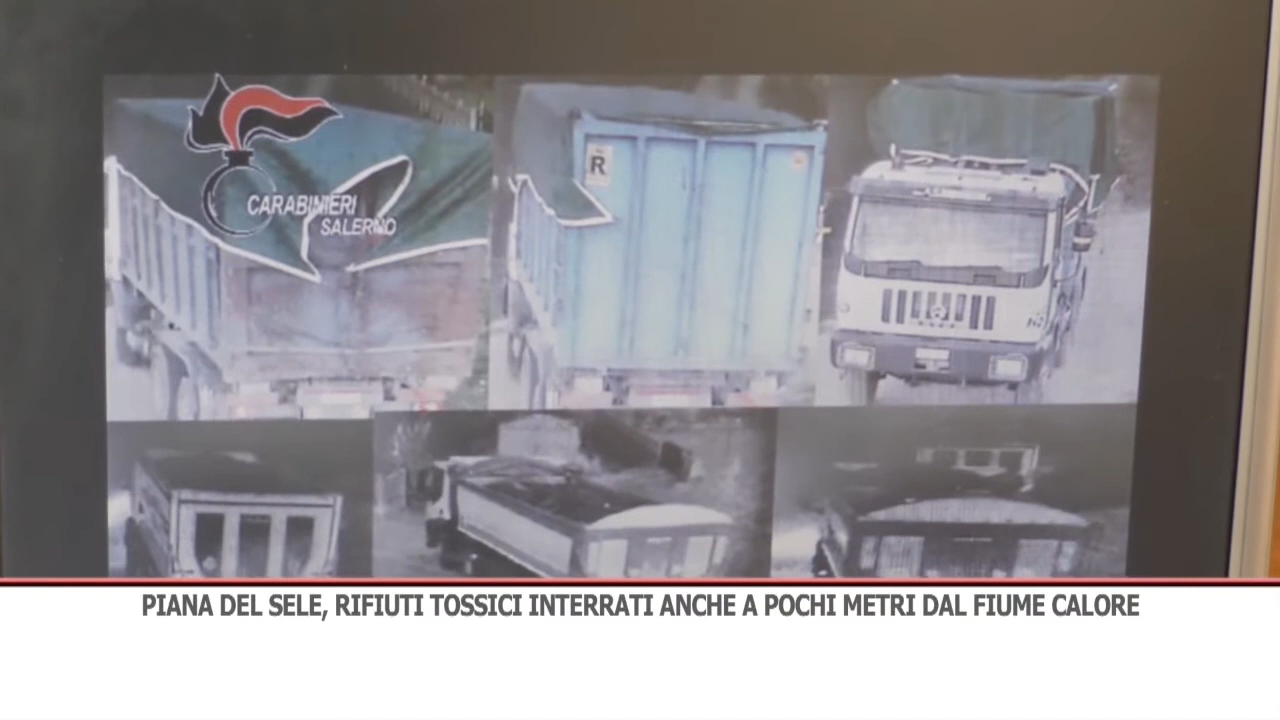 CARABINIERI
SALERNO
R
PIANA DEL SELE, RIFIUTI TOSSICI INTERRATI ANCHE A POCHI METRI DAL FIUME CALORE